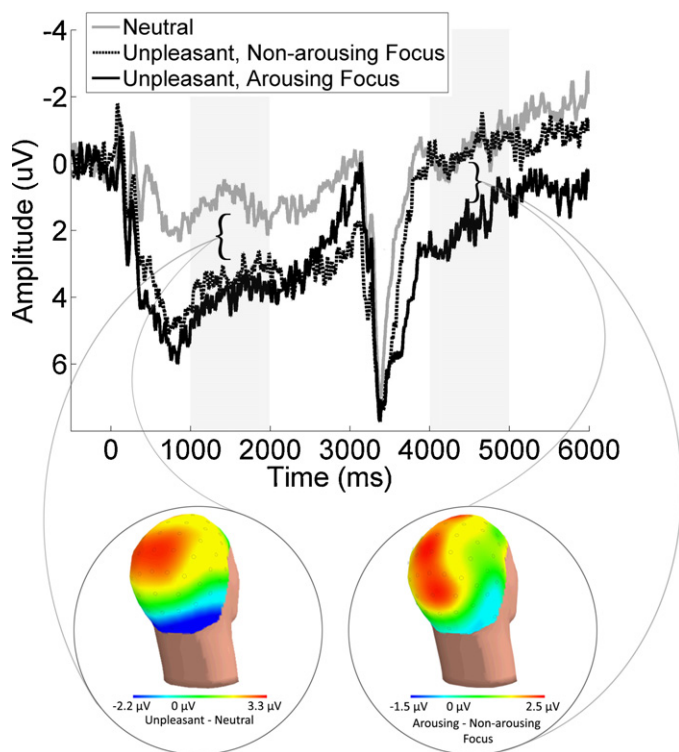 Neutral
Unpleasant, Non-arousing Focus
Unpleasant, Arousing Focus
Amplitude (uV)
-4
-2
0
2
4
6
0 1000 2000 3000 4000 5000 6000
Time (ms)
-2.2 µV 0 µV 3.3 µV
Unpleasant - Neutral
-1.5 µV 0 µV 2.5 µV
Arousing - Non-arousing
Focus